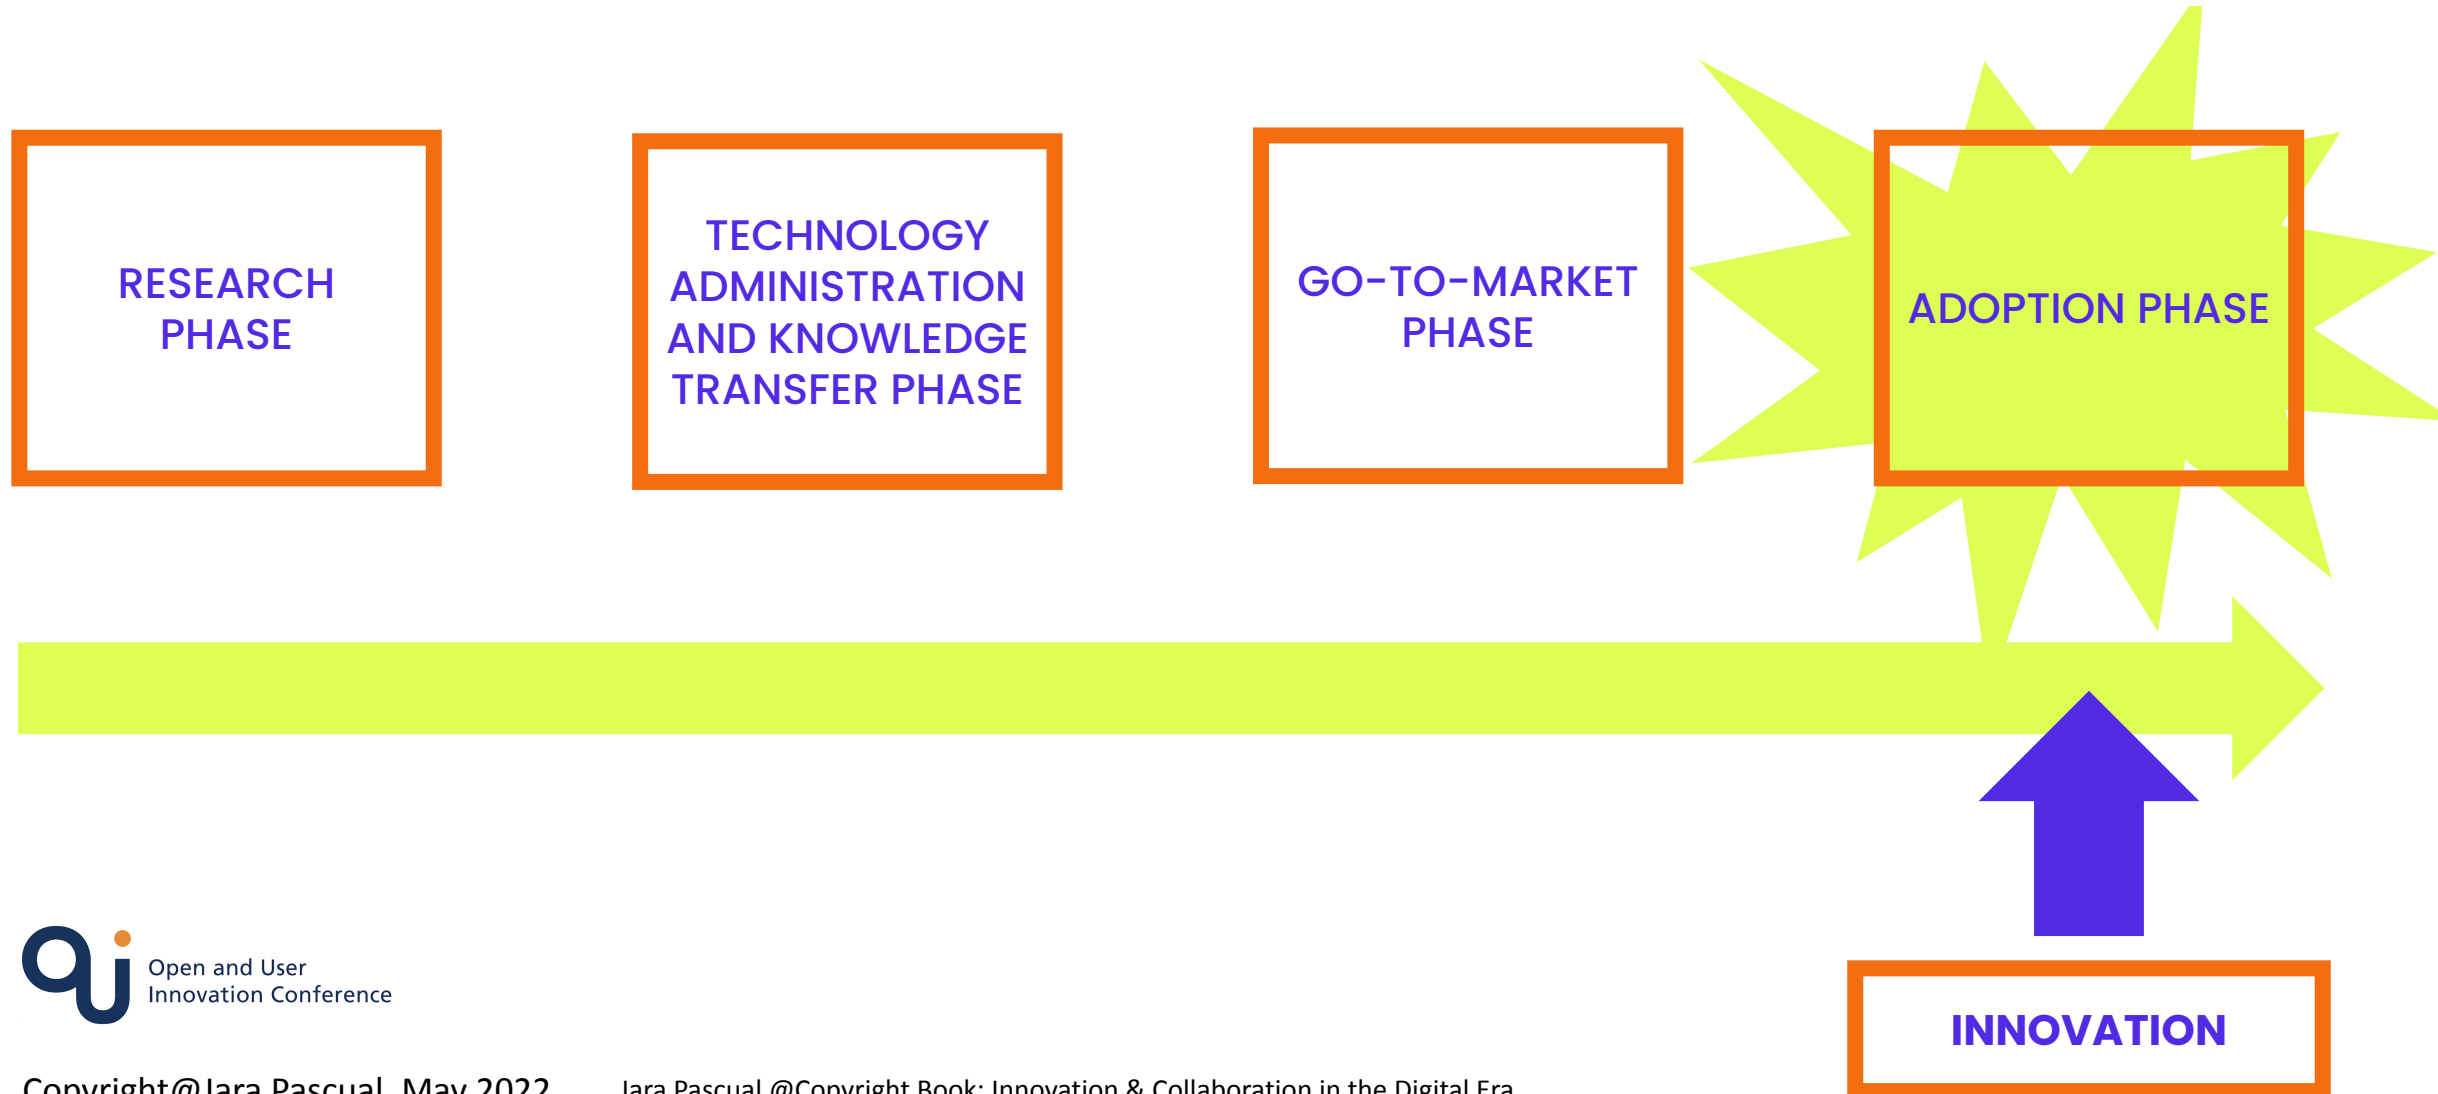 RESEARCH
PHASE
TECHNOLOGY
ADMINISTRATION
AND KNOWLEDGE
TRANSFER PHASE
GO-TO-MARKET
PHASE
ADOPTION PHASE
Open and User
Innovation Conference
INNOVATION
Copyright@Jara Pascual, May 2022
Jara Pascual @Copyright Book: Innovation & Collaboration in the Digital Era